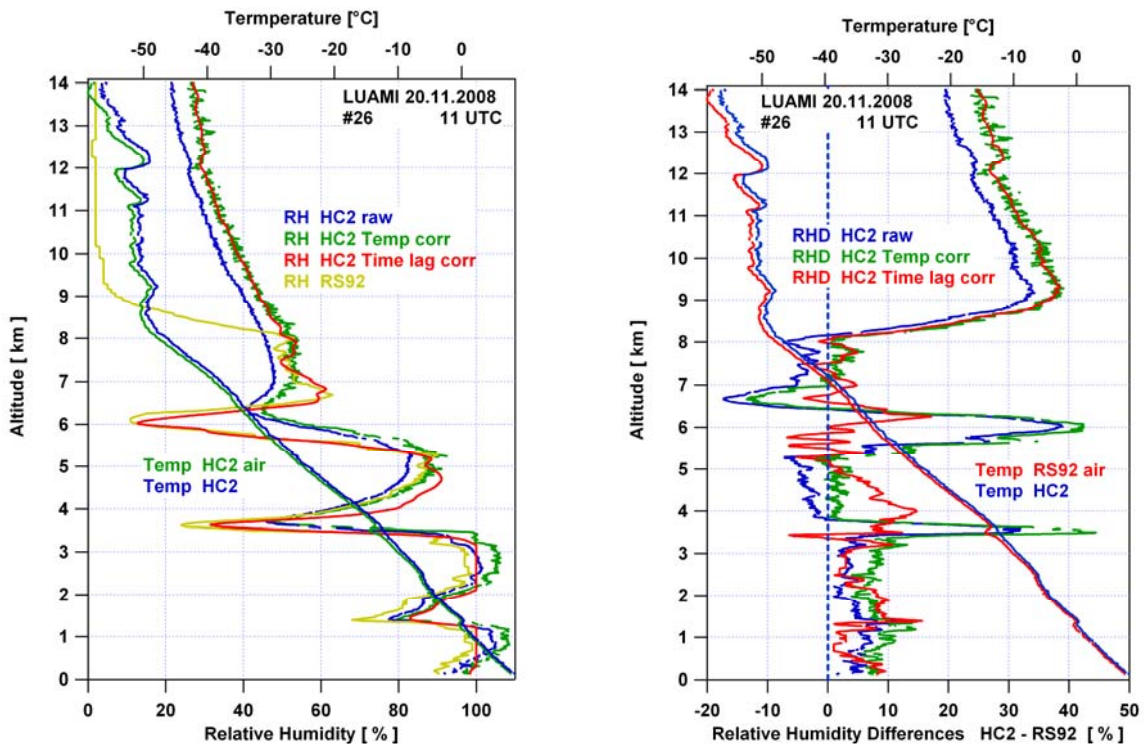 Termperature [°C]
-50 -40 -30 -20 -10 0
14
13
12
11
10
9
8
7
6
5
4
3
2
1
0
Altitude [ km ]
LUAMI 20.11.2008
#26 11 UTC
RH HC2 raw
RH HC2 Temp corr
RH HC2 Time lag corr
RH RS92
Temp HC2 air
Temp HC2
0 20 40 60 80 100
Relative Humidity [ % ]
Termperature [°C]
-50 -40 -30 -20 -10 0
14
13
12
11
10
9
8
7
6
5
4
3
2
1
0
Altitude [ km ]
LUAMI 20.11.2008
#26 11 UTC
RHD HC2 raw
RHD HC2 Temp corr
RHD HC2 Time lag corr
Temp RS92 air
Temp HC2
-20 -10 0 10 20 30 40 50
Relative Humidity Differences HC2 - RS92 [ % ]